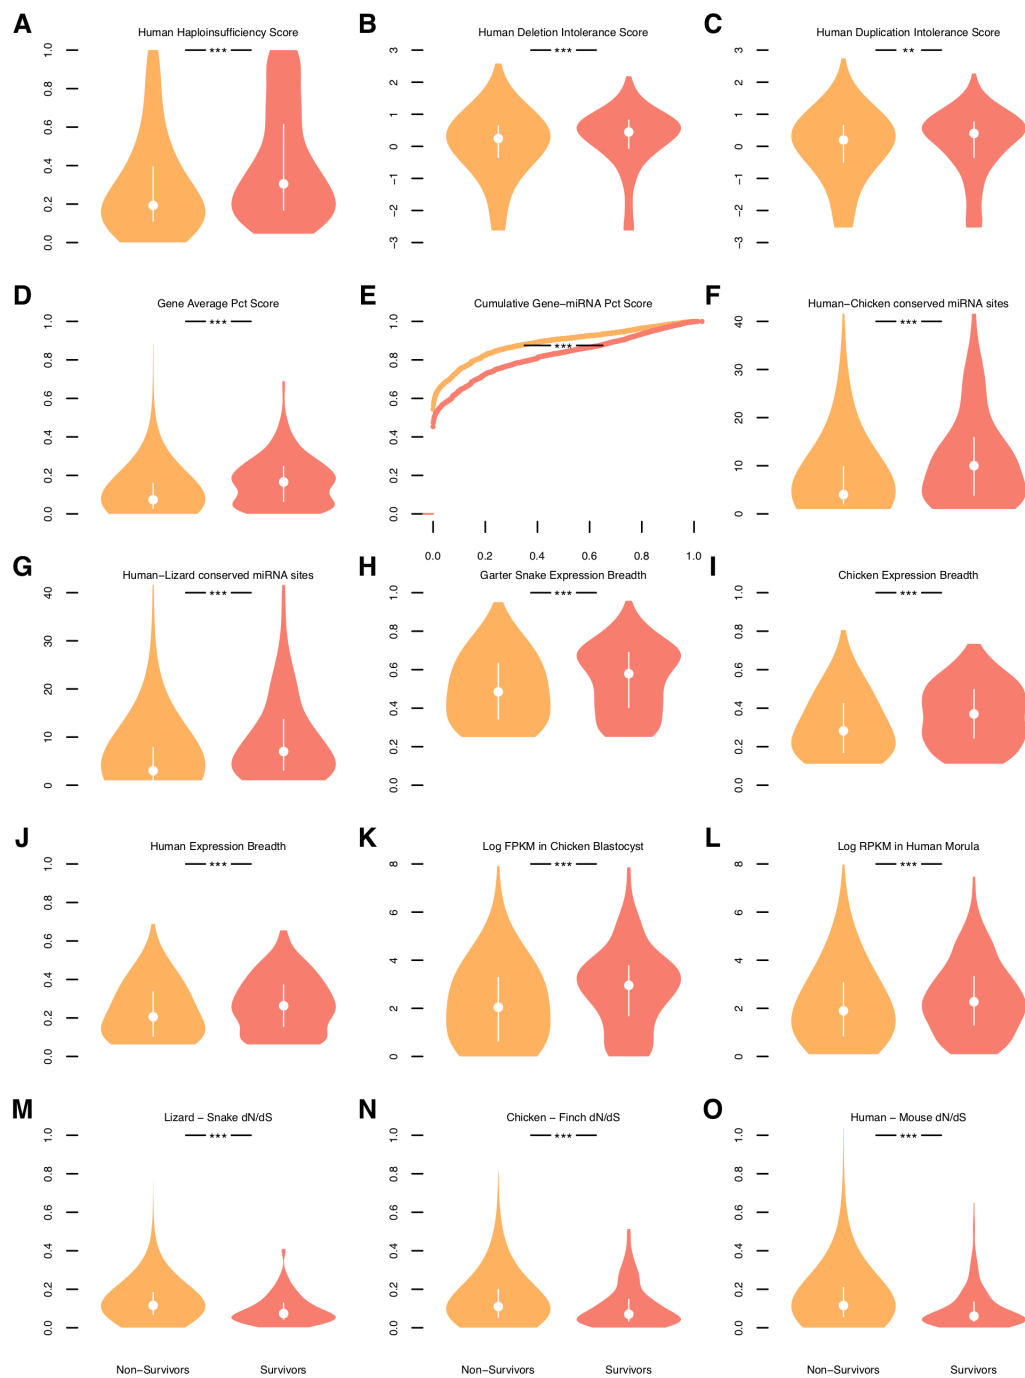 A
Human Haploinsufficiency Score
***
0.0 0.2 0.4 0.6 0.8 1.0
B
Human Deletion Intolerance Score
***
−3 −2 −1 0 1 2 3
C
Human Duplication Intolerance Score
**
−3 −2 −1 0 1 2 3
D
Gene Average Pct Score
***
0.0 0.2 0.4 0.6 0.8 1.0
E
Cumulative Gene−miRNA Pct Score
***
0.0 0.2 0.4 0.6 0.8 1.0
0.0 0.2 0.4 0.6 0.8 1.0
F
Human−Chicken conserved miRNA sites
***
0 10 20 30 40
G
Human−Lizard conserved miRNA sites
***
0 10 20 30 40
H
Garter Snake Expression Breadth
***
0.0 0.2 0.4 0.6 0.8 1.0
I
Chicken Expression Breadth
***
0.0 0.2 0.4 0.6 0.8 1.0
J
Human Expression Breadth
***
0.0 0.2 0.4 0.6 0.8 1.0
K
Log FPKM in Chicken Blastocyst
***
0 2 4 6 8
L
Log RPKM in Human Morula
***
0 2 4 6 8
M
Lizard − Snake dN/dS
***
0.0 0.2 0.4 0.6 0.8 1.0
Non−Survivors Survivors
N
Chicken − Finch dN/dS
***
0.0 0.2 0.4 0.6 0.8 1.0
Non−Survivors Survivors
O
Human − Mouse dN/dS
***
0.0 0.2 0.4 0.6 0.8 1.0
Non−Survivors Survivors